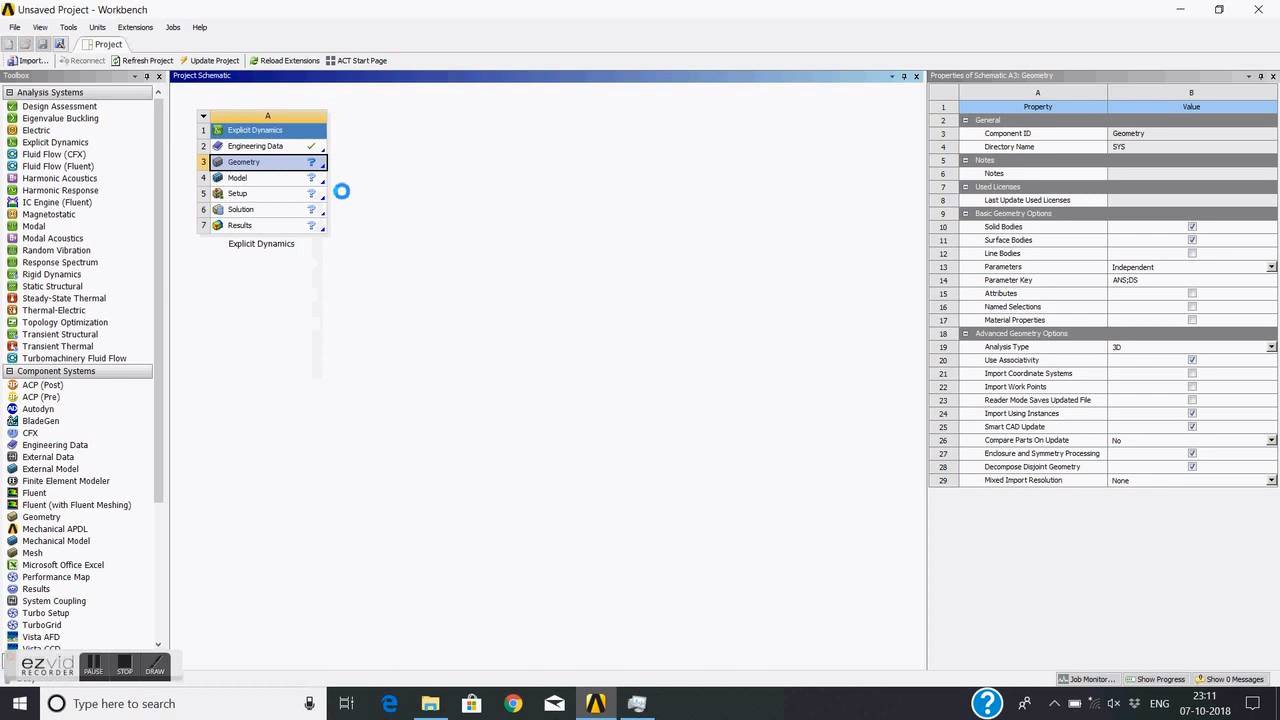 Unsaved Project - Workbench
File View Tools Units Extensions Jobs Help
Project
Import... Reconnect Refresh Project Update Project Reload Extensions ACT Start Page
Toolbox
Analysis Systems
Design Assessment
Eigenvalue Buckling
Electric
Explicit Dynamics
Fluid Flow (CFX)
Fluid Flow (Fluent)
Harmonic Acoustics
Harmonic Response
IC Engine (Fluent)
Magnetostatic
Modal
Modal Acoustics
Random Vibration
Response Spectrum
Rigid Dynamics
Static Structural
Steady-State Thermal
Thermal-Electric
Topology Optimization
Transient Structural
Transient Thermal
Turbomachinery Fluid Flow
Component Systems
ACP (Post)
ACP (Pre)
Autodyn
BladeGen
CFX
Engineering Data
External Data
External Model
Finite Element Modeler
Fluent
Fluent (with Fluent Meshing)
Geometry
Mechanical APDL
Mechanical Model
Mesh
Microsoft Office Excel
Performance Map
Results
System Coupling
Turbo Setup
TurboGrid
Vista AFD
Project Schematic
A
1 Explicit Dynamics
2 Engineering Data
3 Geometry
4 Model
5 Setup
6 Solution
7 Results
Explicit Dynamics
Properties of Schematic A3: Geometry
A B
1 Property Value
2 General
3 Component ID Geometry
4 Directory Name SYS
5 Notes
6 Notes
7 Used Licenses
8 Last Update Used Licenses
9 Basic Geometry Options
10 Solid Bodies
11 Surface Bodies
12 Line Bodies
13 Parameters Independent
14 Parameter Key ANS;DS
15 Attributes
16 Named Selections
17 Material Properties
18 Advanced Geometry Options
19 Analysis Type 3D
20 Use Associativity
21 Import Coordinate Systems
22 Import Work Points
23 Reader Mode Saves Updated File
24 Import Using Instances
25 Smart CAD Update
26 Compare Parts On Update No
27 Enclosure and Symmetry Processing
28 Decompose Disjoint Geometry
29 Mixed Import Resolution None
ezvid RECORDER
PAUSE STOP DRAW
Job Monitor... Show Progress Show 0 Messages
Type here to search
ENG
23:11
07-10-2018